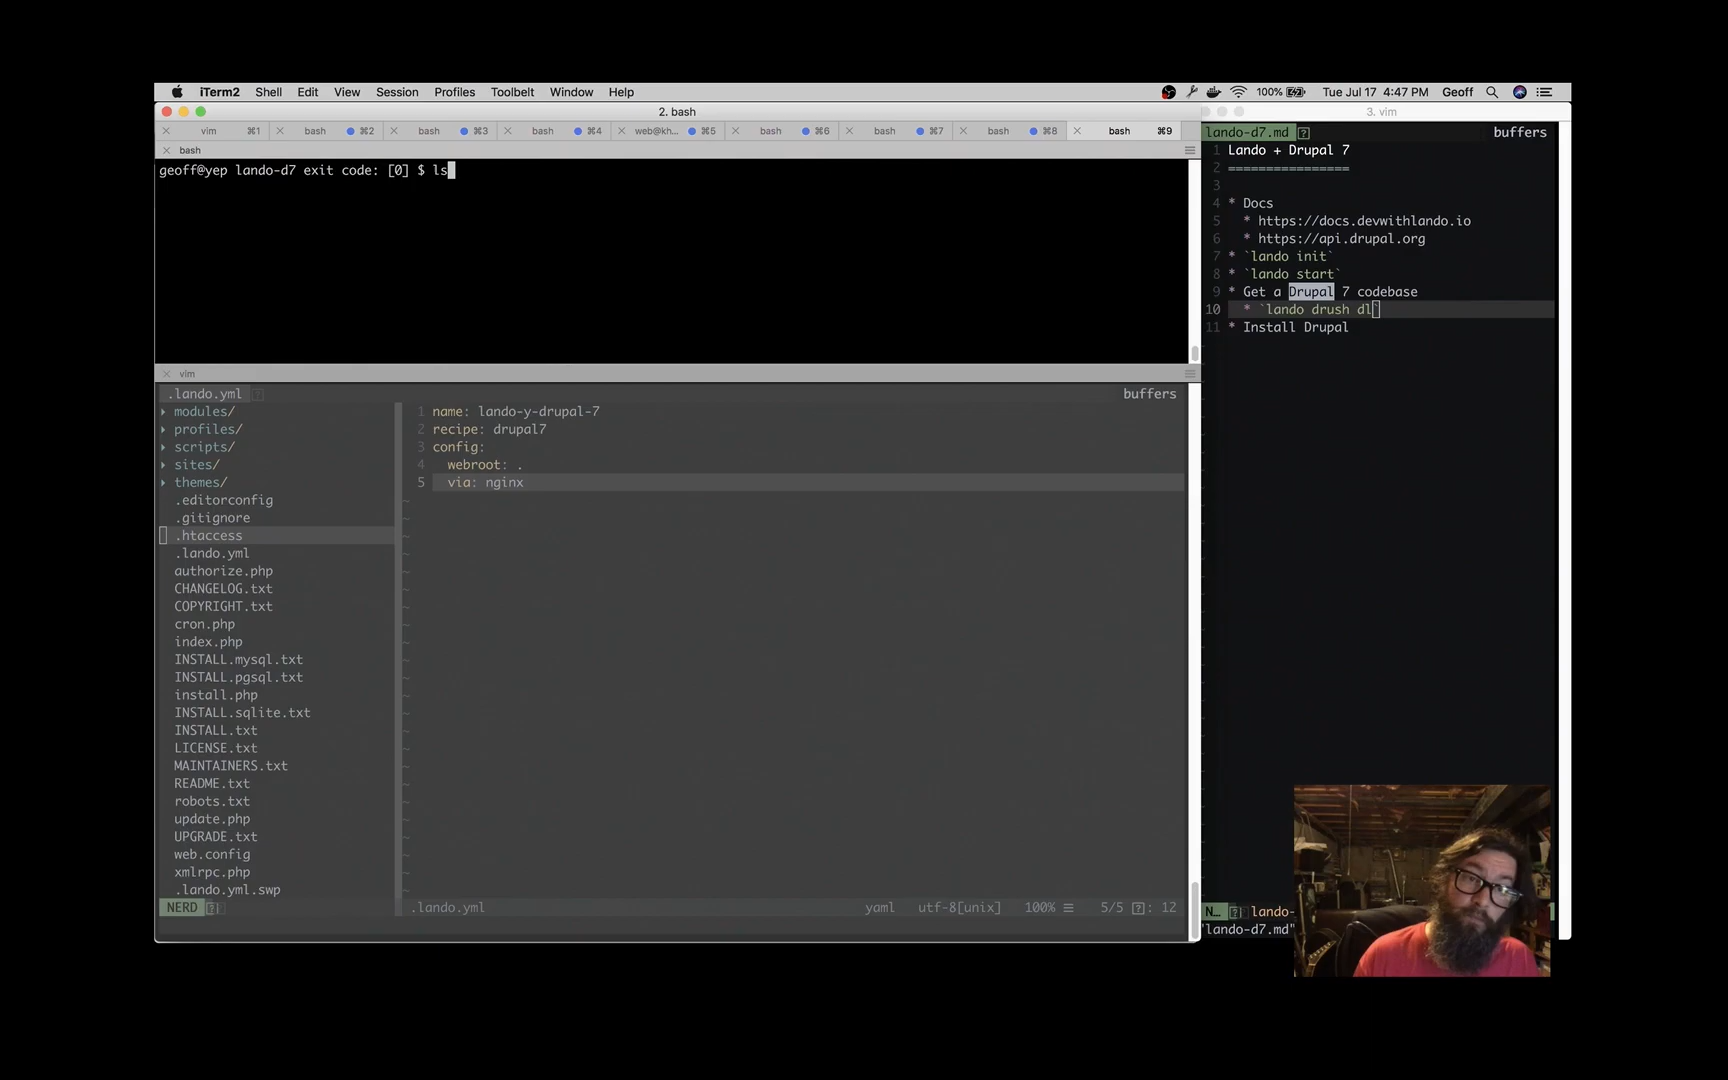 iTerm2 Shell Edit View Session Profiles Toolbelt Window Help 100% Tue Jul 17 4:47 PM Geoff
2. bash
vim ⌘1 bash ⌘2 bash ⌘3 bash ⌘4 web@kh... ⌘5 bash ⌘6 bash ⌘7 bash ⌘8 bash ⌘9
bash
geoff@yep lando-d7 exit code: [0] $ ls
vim
.lando.yml buffers
modules/
profiles/
scripts/
sites/
themes/
.editorconfig
.gitignore
.htaccess
.lando.yml
authorize.php
CHANGELOG.txt
COPYRIGHT.txt
cron.php
index.php
INSTALL.mysql.txt
INSTALL.pgsql.txt
install.php
INSTALL.sqlite.txt
INSTALL.txt
LICENSE.txt
MAINTAINERS.txt
README.txt
robots.txt
update.php
UPGRADE.txt
web.config
xmlrpc.php
.lando.yml.swp
NERD
1 name: lando-y-drupal-7
2 recipe: drupal7
3 config:
4 webroot: .
5 via: nginx
.lando.yml yaml utf-8[unix] 100% ☰ 5/5 : 12
3. vim
lando-d7.md buffers
1 Lando + Drupal 7
2 ================
3
4 * Docs
5 * https://docs.devwithlando.io
6 * https://api.drupal.org
7 * `lando init`
8 * `lando start`
9 * Get a Drupal 7 codebase
10 * `lando drush dl`
11 * Install Drupal
N... lando-
"lando-d7.md"